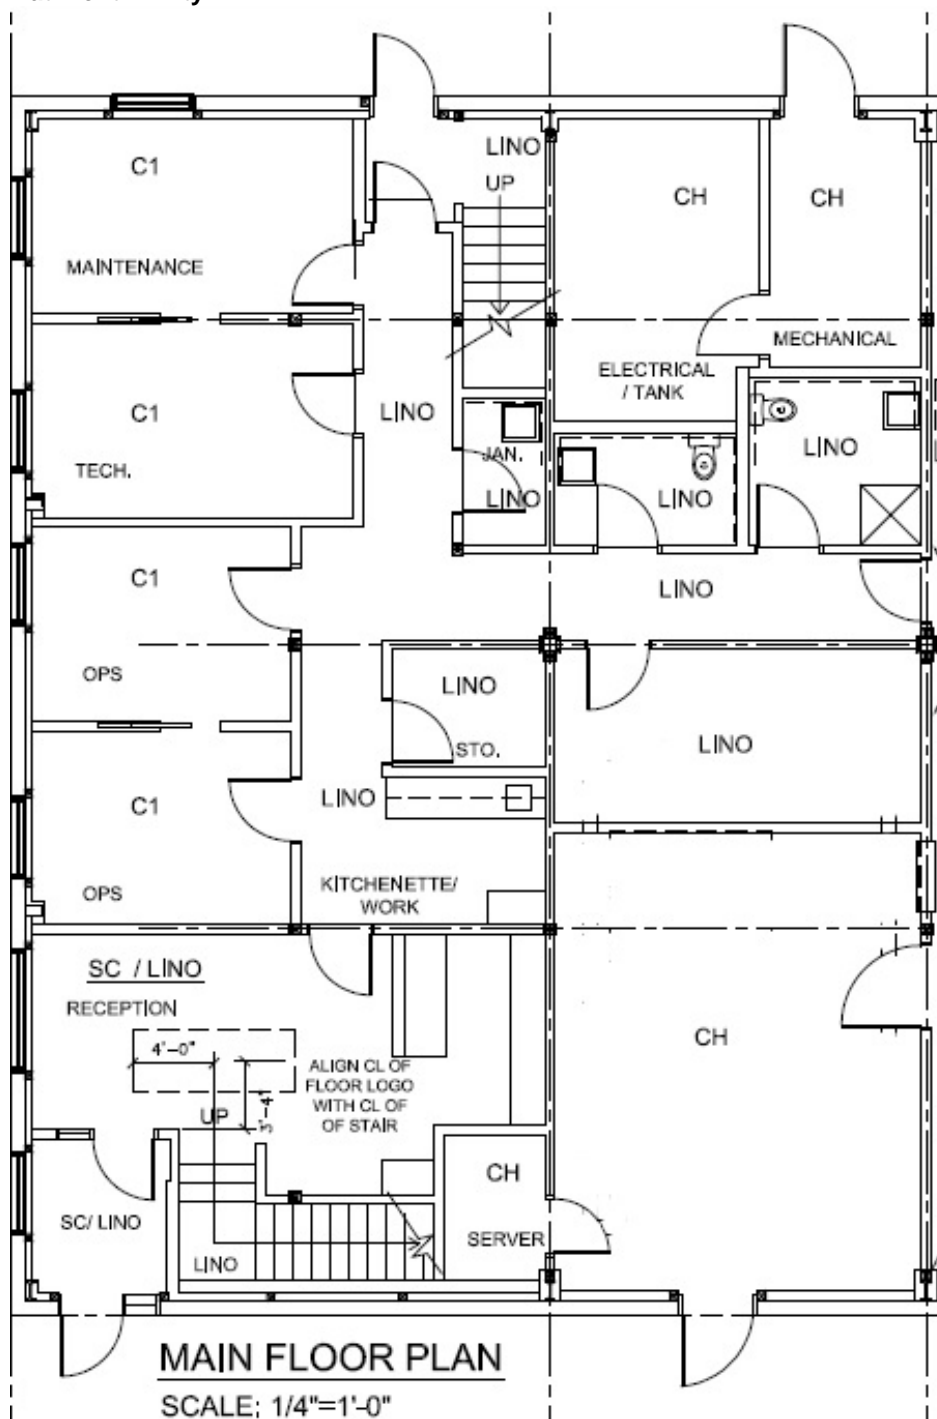 LINO
UP
C1
CH
CH
MAINTENANCE
MECHANICAL
ELECTRICAL
/ TANK
C1
LINO
TECH.
JAN.
LINO
LINO
LINO
C1
LINO
OPS
LINO
STO.
LINO
C1
LINO
OPS
KITCHENETTE/
WORK
SC / LINO
RECEPTION
4'-0"
ALIGN CL OF
FLOOR LOGO
WITH CL OF
OF STAIR
UP
3'-4"
CH
CH
SC/ LINO
SERVER
LINO
MAIN FLOOR PLAN
SCALE: 1/4"=1'-0"